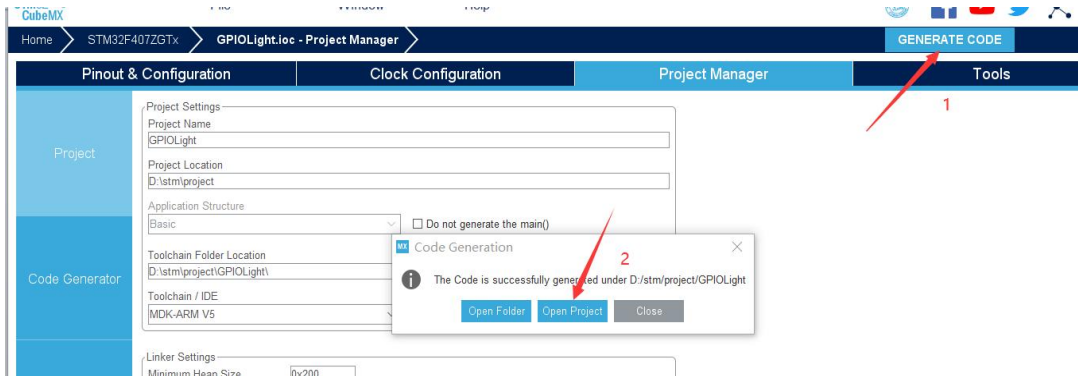 CubeMX
Home STM32F407ZGTx GPIOLight.ioc - Project Manager GENERATE CODE
Pinout & Configuration Clock Configuration Project Manager Tools
1
Project Settings
Project Name
GPIOLight
Project
Project Location
D:\stm\project
Application Structure
Basic Do not generate the main()
MX Code Generation
2
Toolchain Folder Location
D:\stm\project\GPIOLight\
The Code is successfully generated under D:/stm/project/GPIOLight
Code Generator
Toolchain / IDE
MDK-ARM V5
Open Folder Open Project Close
Linker Settings
Minimum Heap Size 0x200